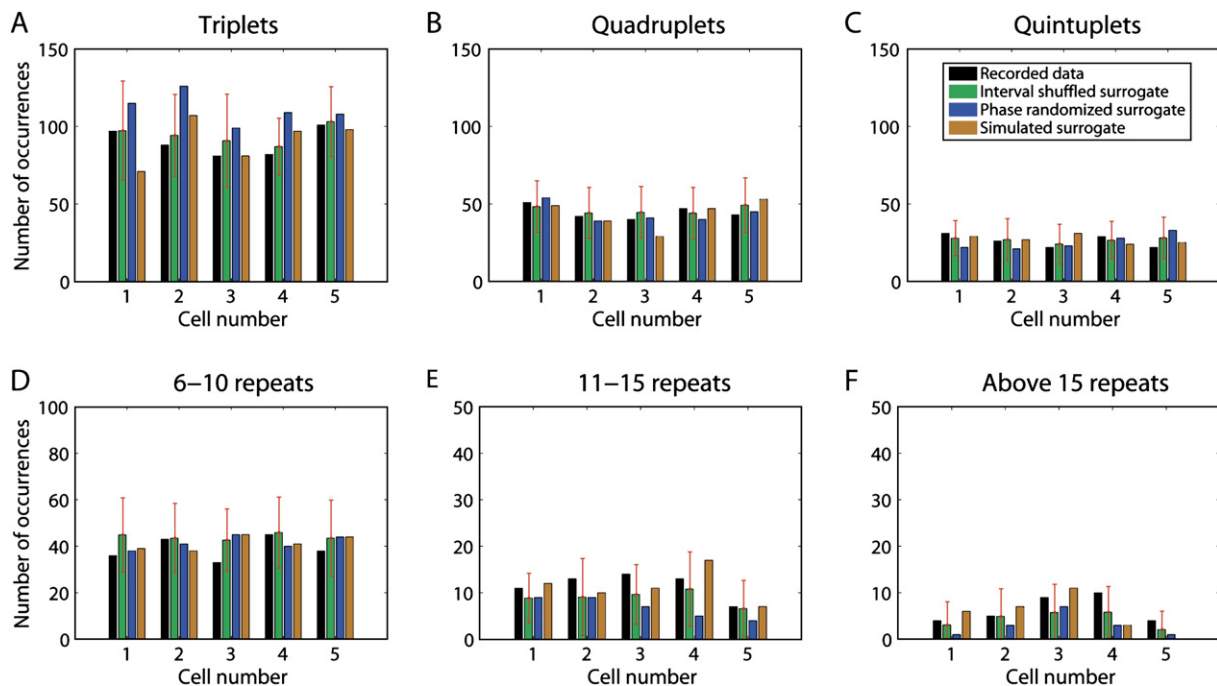 A
Triplets
150
100
50
0
Number of occurrences
1 2 3 4 5
Cell number
B
Quadruplets
150
100
50
0
1 2 3 4 5
Cell number
C
Quintuplets
150
100
50
0
Recorded data
Interval shuffled surrogate
Phase randomized surrogate
Simulated surrogate
1 2 3 4 5
Cell number
D
6–10 repeats
100
80
60
40
20
0
Number of occurrences
1 2 3 4 5
Cell number
E
11–15 repeats
50
40
30
20
10
0
1 2 3 4 5
Cell number
F
Above 15 repeats
50
40
30
20
10
0
1 2 3 4 5
Cell number